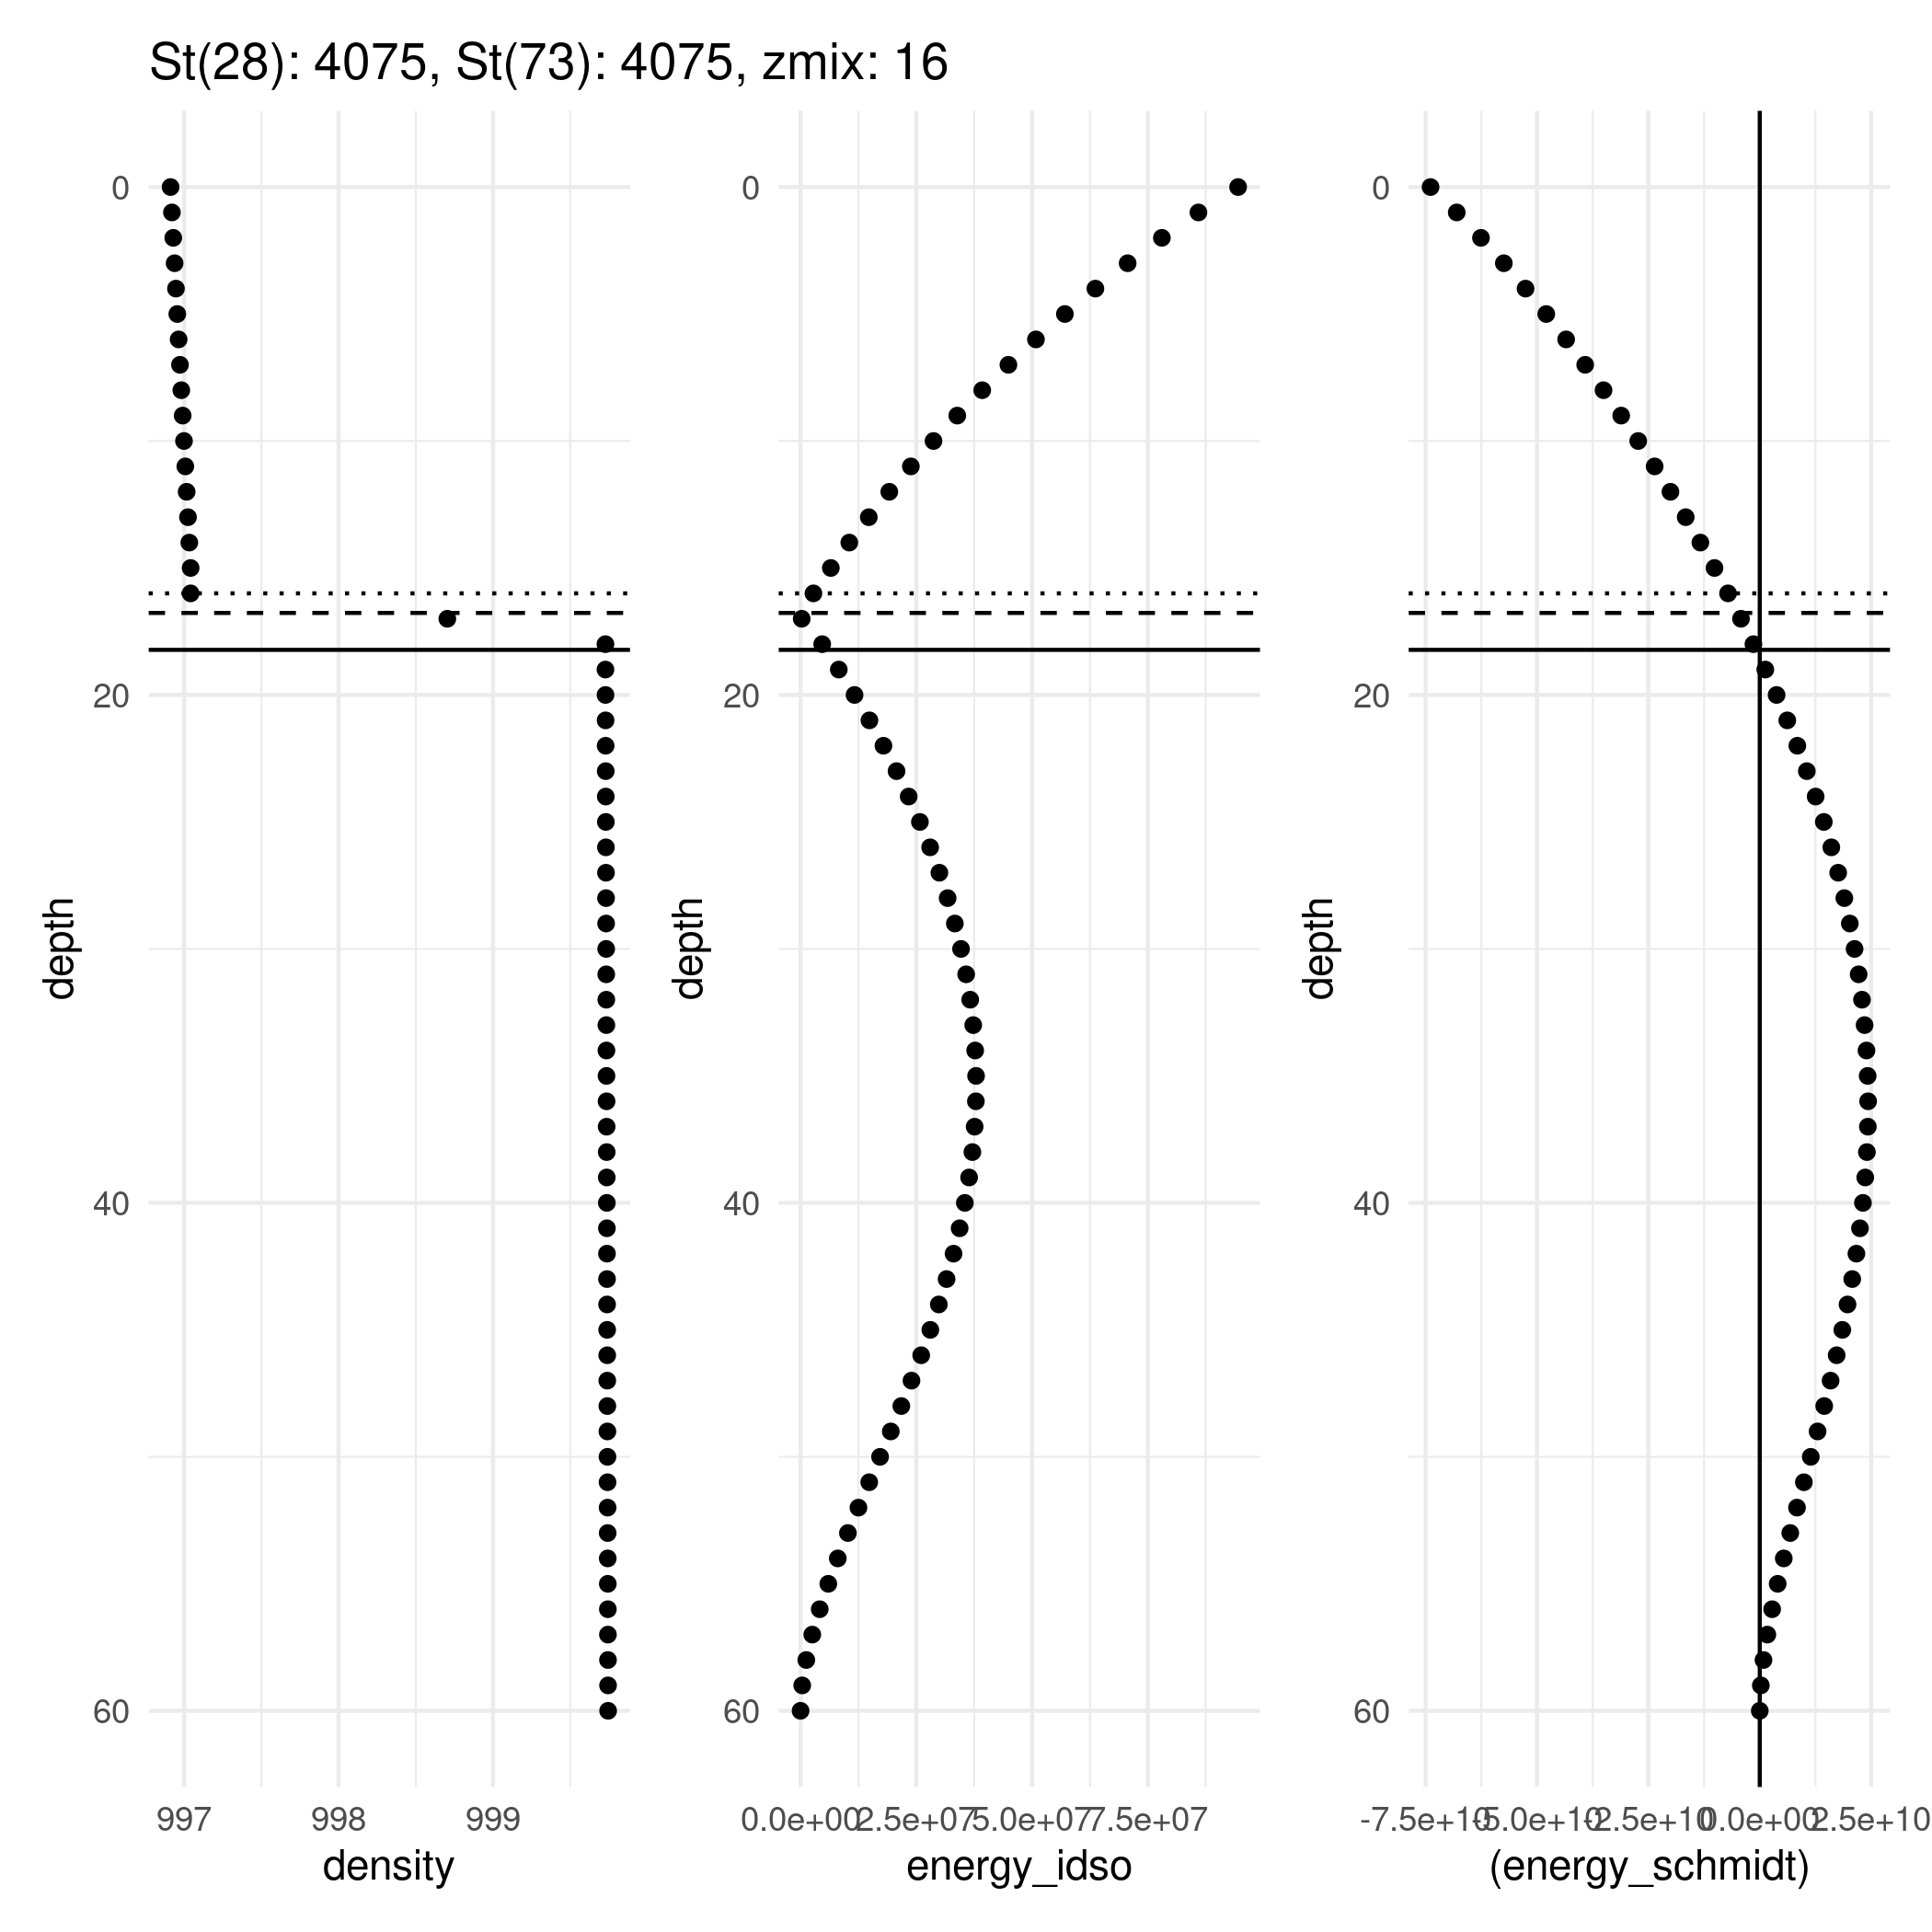 St(28): 4075, St(73): 4075, zmix: 16
0
20
40
60
depth
997 998 999
density
0
20
40
60
depth
0.0e+00 2.5e+07 5.0e+07 7.5e+07
energy_idso
0
20
40
60
depth
-7.5e+10 -5.0e+10 -2.5e+10 0.0e+00 2.5e+10
(energy_schmidt)